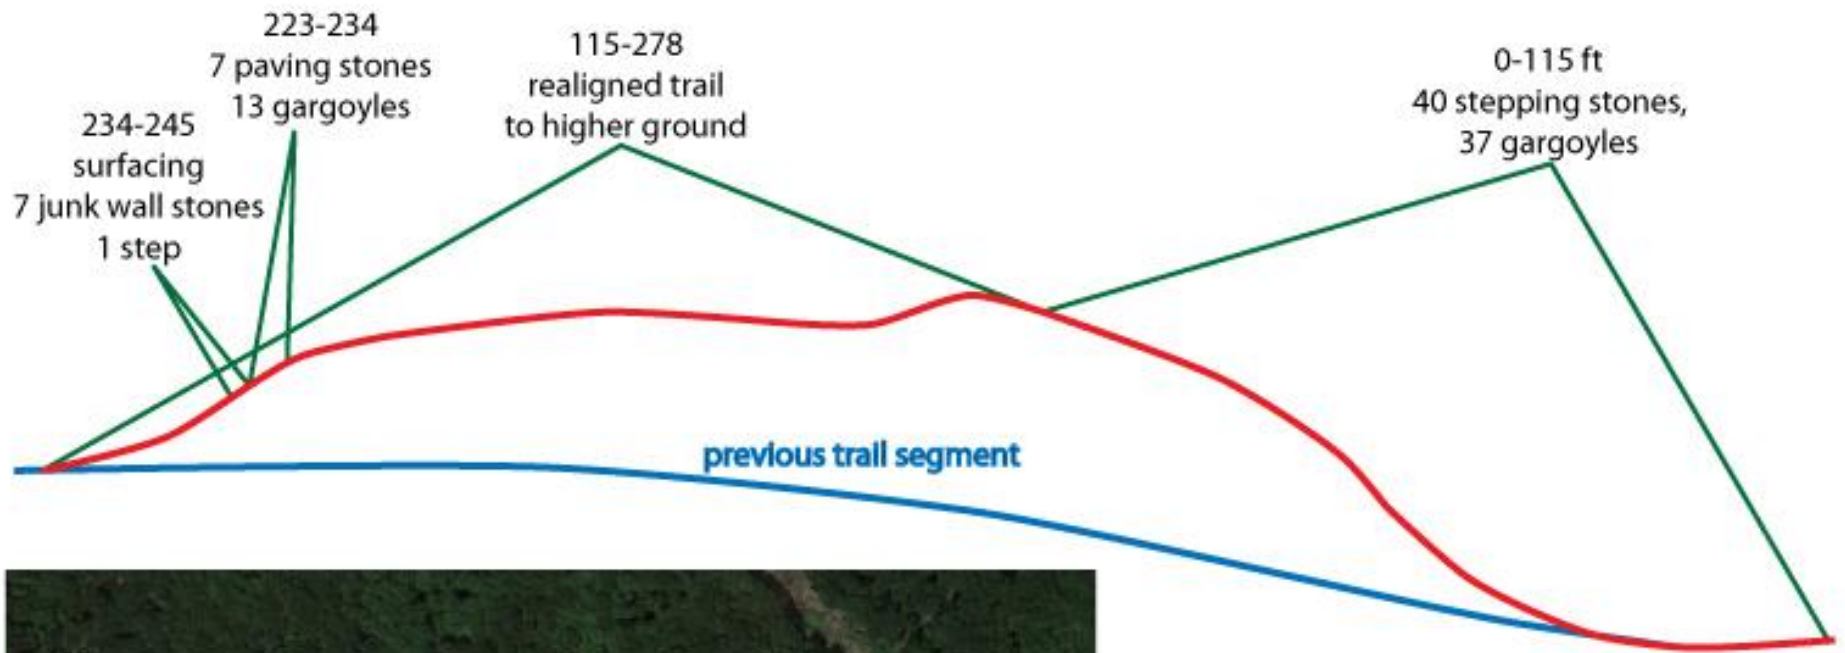 223-234
7 paving stones
13 gargoyles
115-278
realigned trail
to higher ground
0-115 ft
40 stepping stones,
37 gargoyles
234-245
surfacing
7 junk wall stones
1 step
previous trail segment